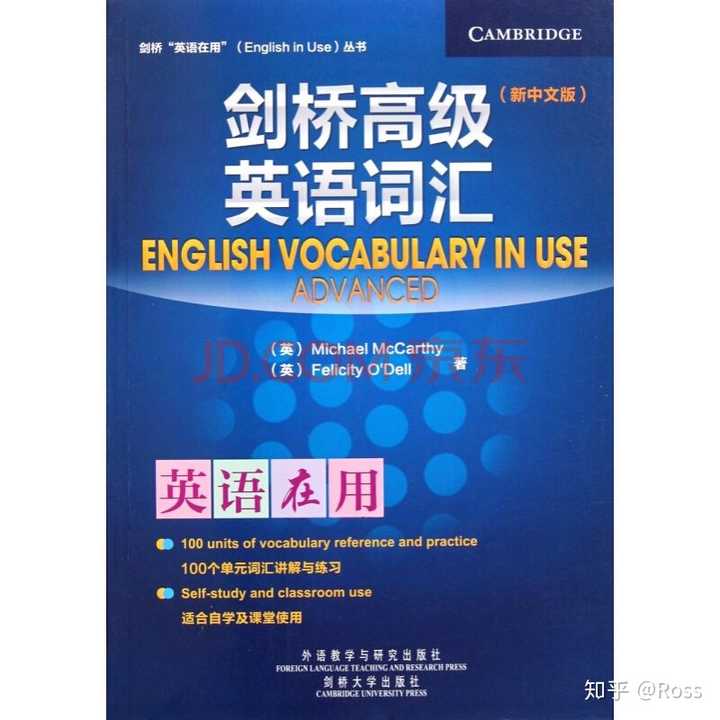 剑桥“英语在用”（English in Use）丛书
CAMBRIDGE
（新中文版）
剑桥高级
英语词汇
ENGLISH VOCABULARY IN USE
ADVANCED
（英）Michael McCarthy
（英）Felicity O'Dell
著
JD.COM 京东
英语在用
100 units of vocabulary reference and practice
100个单元词汇讲解与练习
Self-study and classroom use
适合自学及课堂使用
外语教学与研究出版社
FOREIGN LANGUAGE TEACHING AND RESEARCH PRESS
剑桥大学出版社
CAMBRIDGE UNIVERSITY PRESS
知乎 @Ross